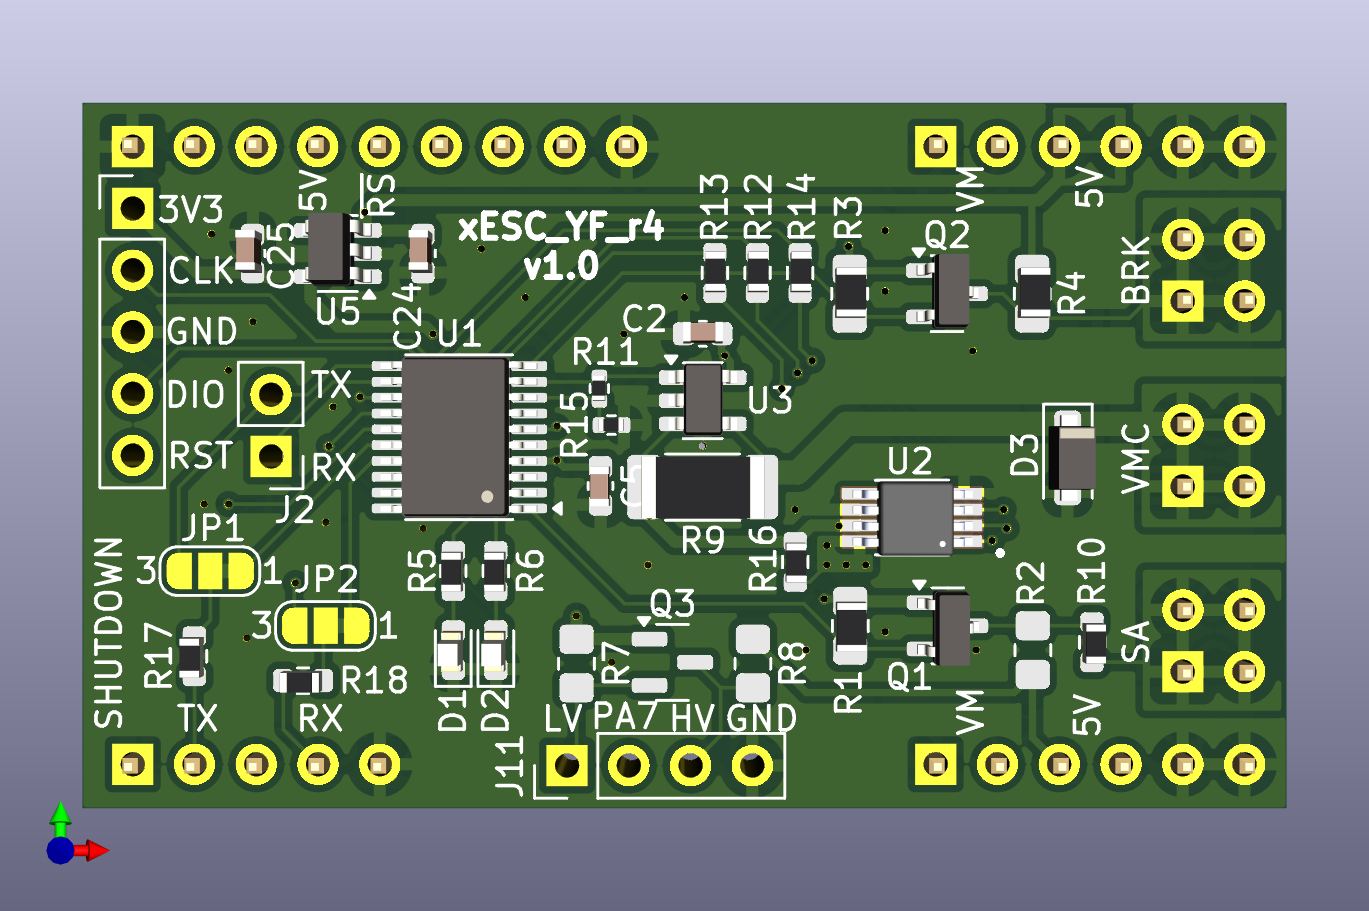 3V3
5V
RS
xESC_YF_r4
v1.0
R13
R12
R14
R3
Q2
VM
5V
CLK
C25
U5
C24
U1
C2
R4
BRK
GND
R11
DIO
TX
U3
R15
RST
RX
J2
C5
U2
D3
VMC
R9
JP1
3
1
JP2
3
1
SHUTDOWN
R5
R6
R16
Q3
R2
R10
R17
R18
R7
R8
R1
Q1
SA
TX
RX
D1
D2
LV
PA7
HV
GND
VM
5V
J11